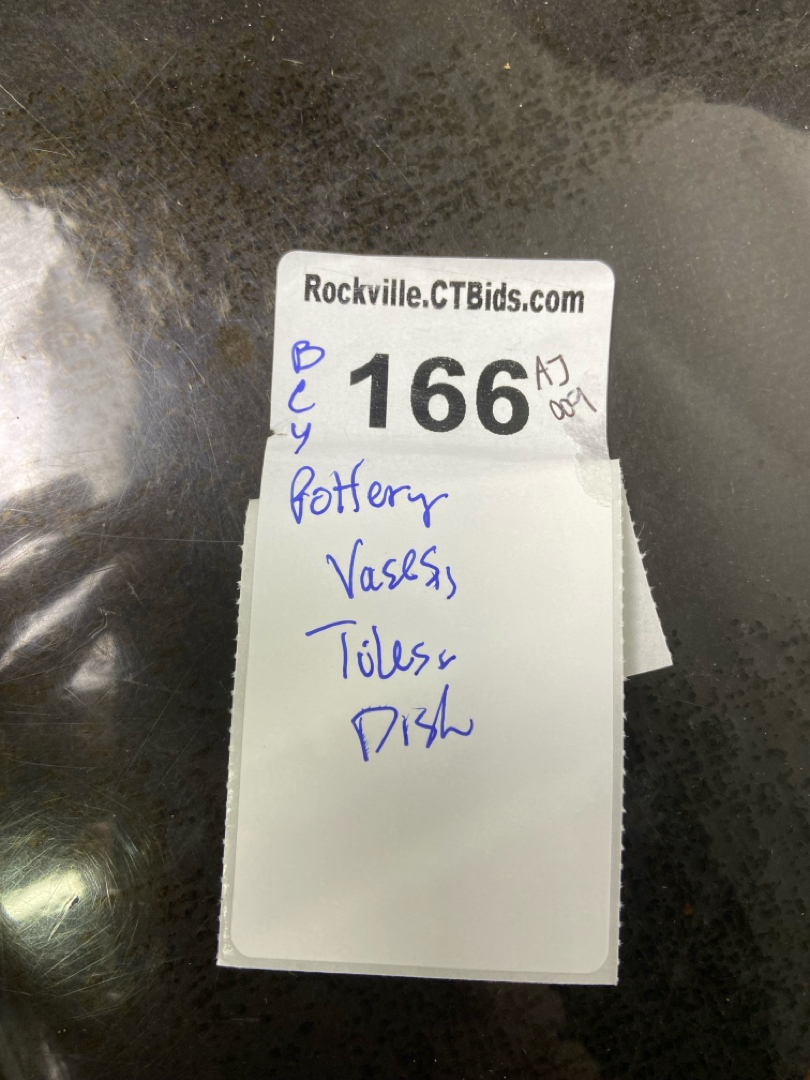 Rockville.CTBids.com
B
C
Y
166
AJ
009
Pottery
Vases,
Tiles &
Dish